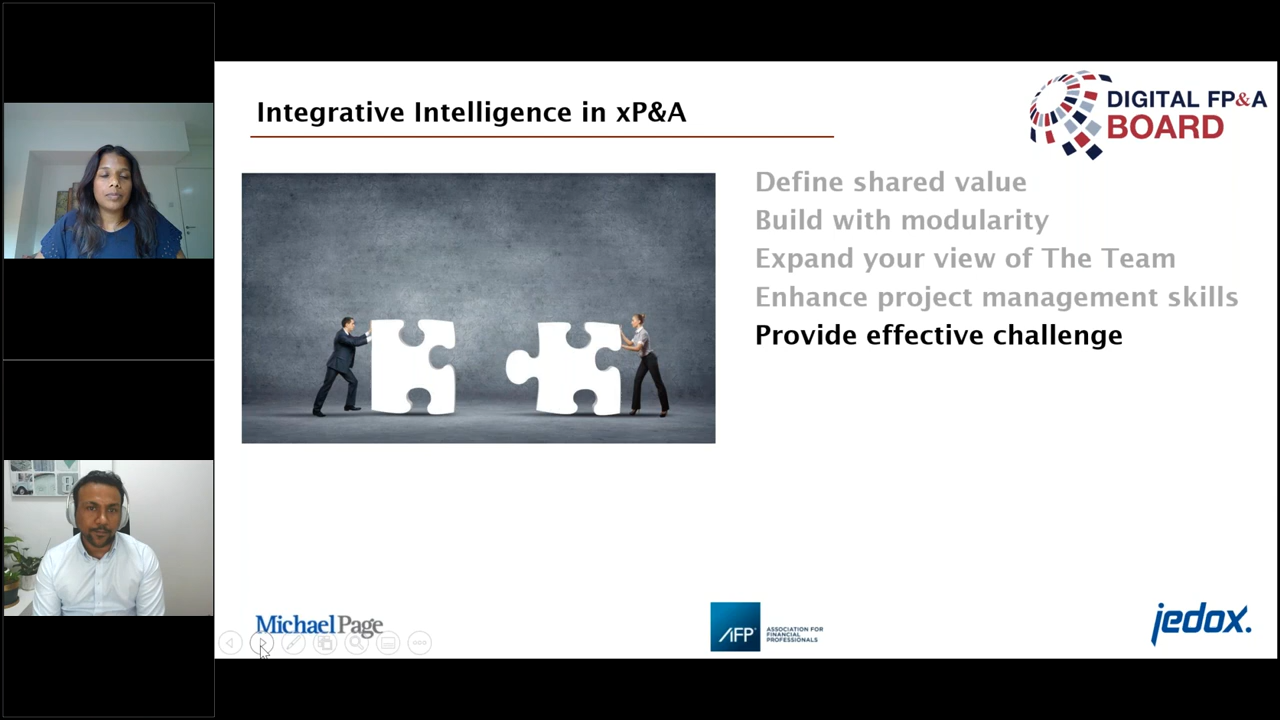 Integrative Intelligence in xP&A
DIGITAL FP&A
BOARD
Define shared value
Build with modularity
Expand your view of The Team
Enhance project management skills
Provide effective challenge
MichaelPage
AFP
ASSOCIATION FOR
FINANCIAL
PROFESSIONALS
jedox.